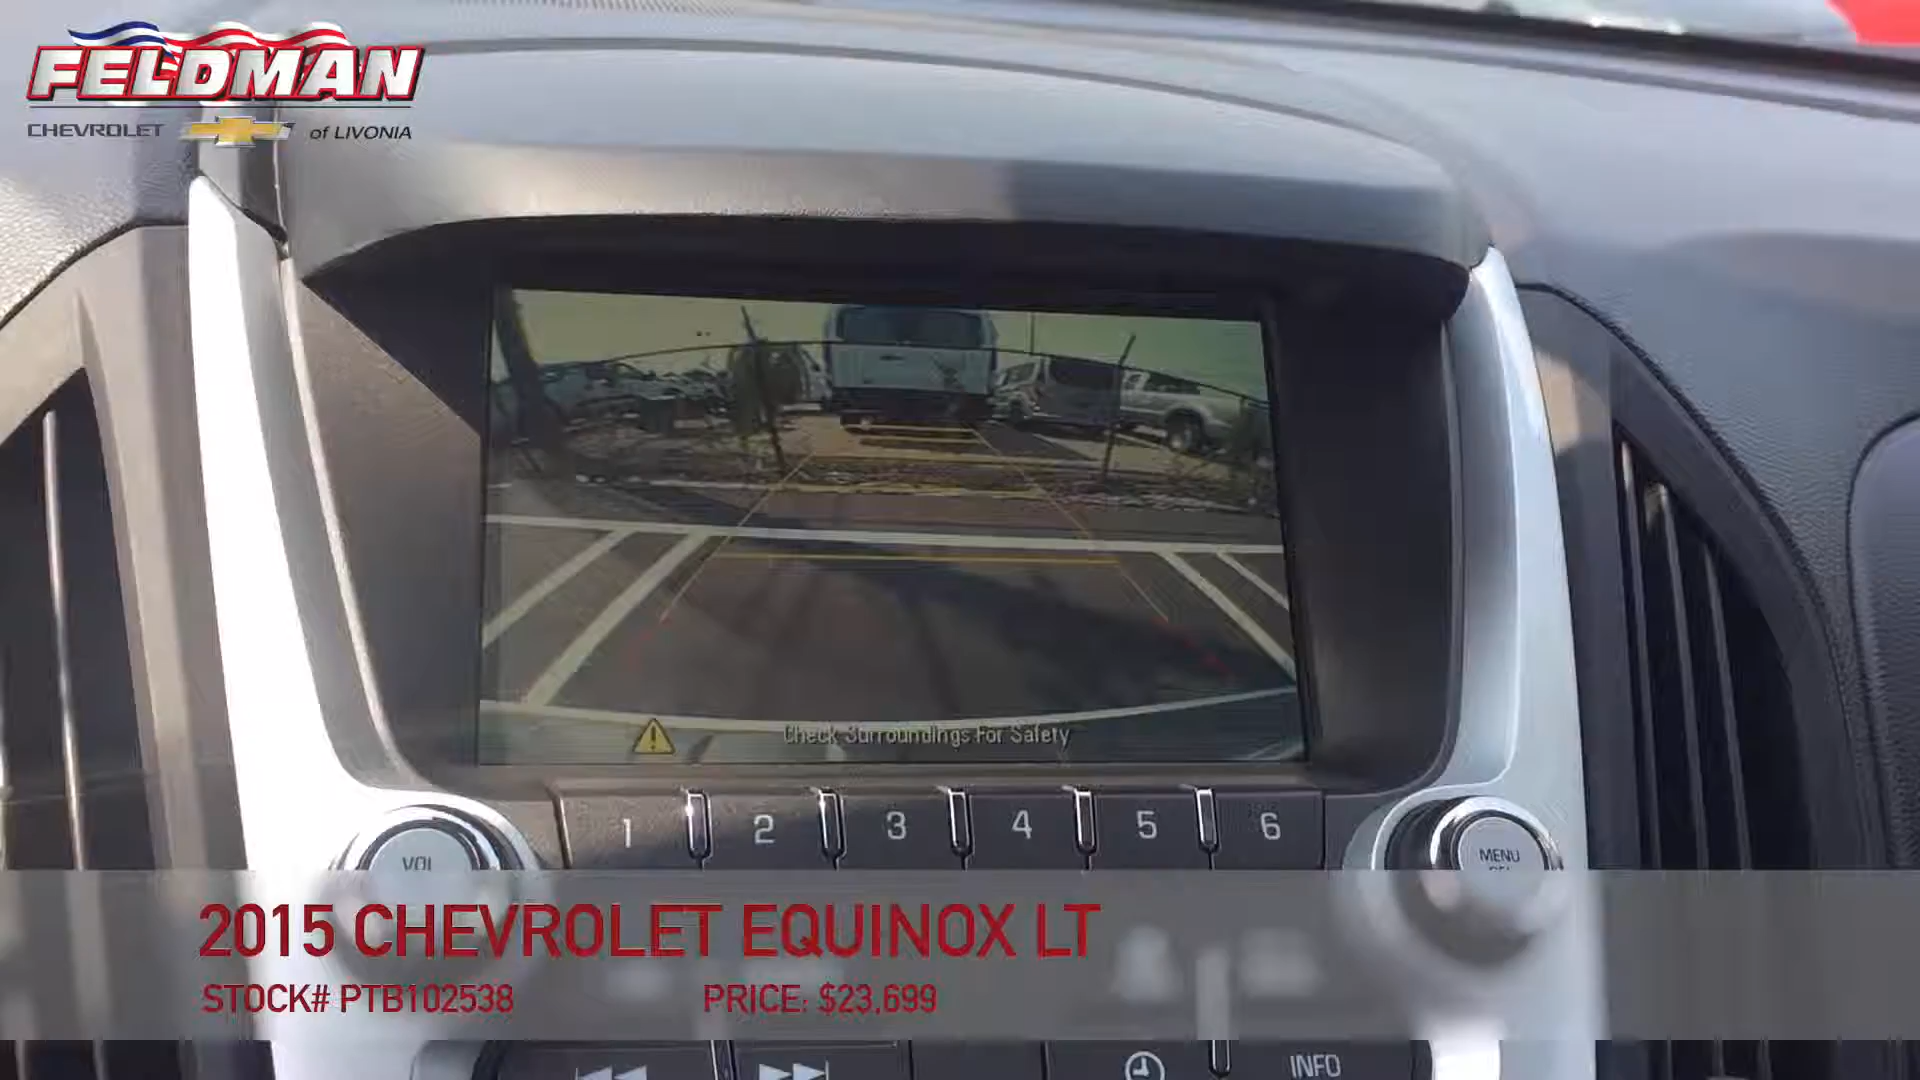 FELDMAN
CHEVROLET of LIVONIA
Check Surroundings For Safety
1 2 3 4 5 6
VOL
MENU
2015 CHEVROLET EQUINOX LT
STOCK# PTB102538 PRICE: $23,699
INFO